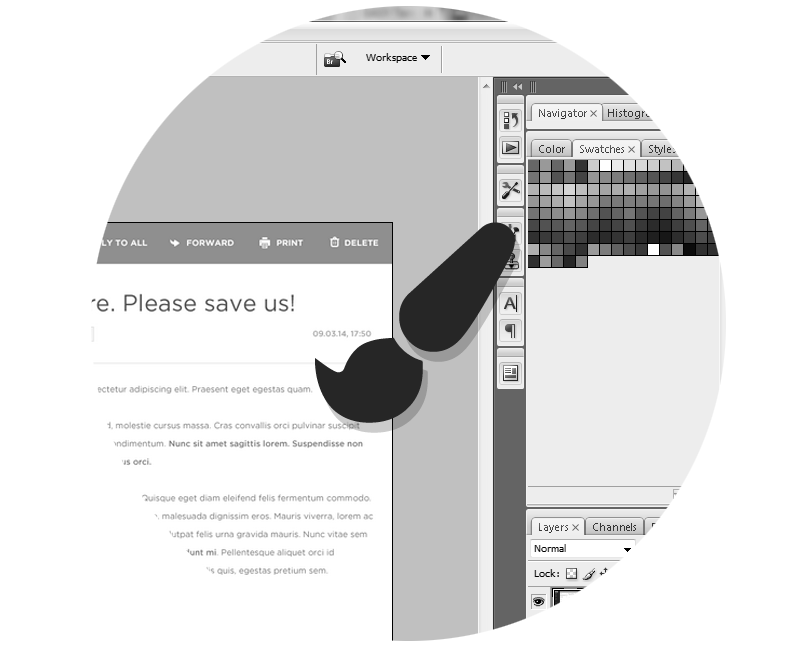 Br Workspace
Navigator × Histogr
Color Swatches × Style
LY TO ALL FORWARD PRINT DELETE
re. Please save us!
09.03.14, 17:50
A
ectetur adipiscing elit. Praesent eget egestas quam.
molestie cursus massa. Cras convallis orci pulvinar suscipit
ondimentum. Nunc sit amet sagittis lorem. Suspendisse non
us orci.
Quisque eget diam eleifend felis fermentum commodo.
malesuada dignissim eros. Mauris viverra, lorem ac
utpat felis urna gravida mauris. Nunc vitae sem
unt mi. Pellentesque aliquet orci id
is quis, egestas pretium sem.
Layers × Channels
Normal
Lock: